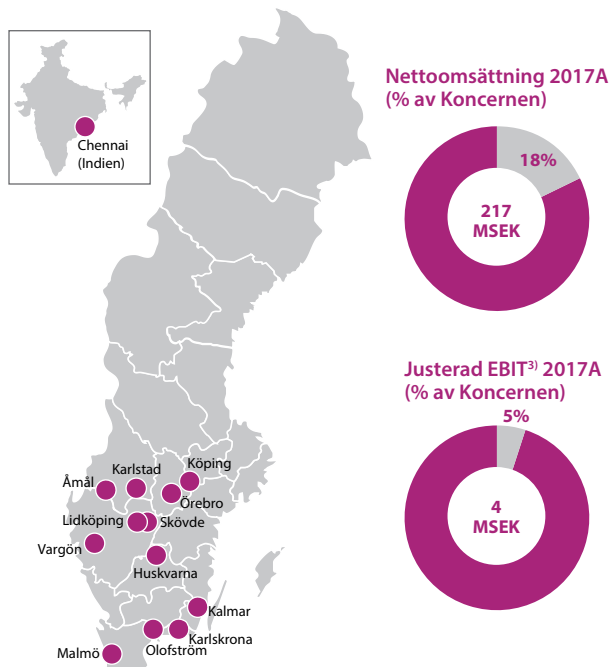 Chennai
(Indien)
Nettoomsättning 2017A
(% av Koncernen)
18%
217
MSEK
Justerad EBIT3) 2017A
(% av Koncernen)
5%
4
MSEK
Köping
Karlstad
Åmål
Örebro
Lidköping
Skövde
Vargön
Huskvarna
Kalmar
Karlskrona
Olofström
Malmö